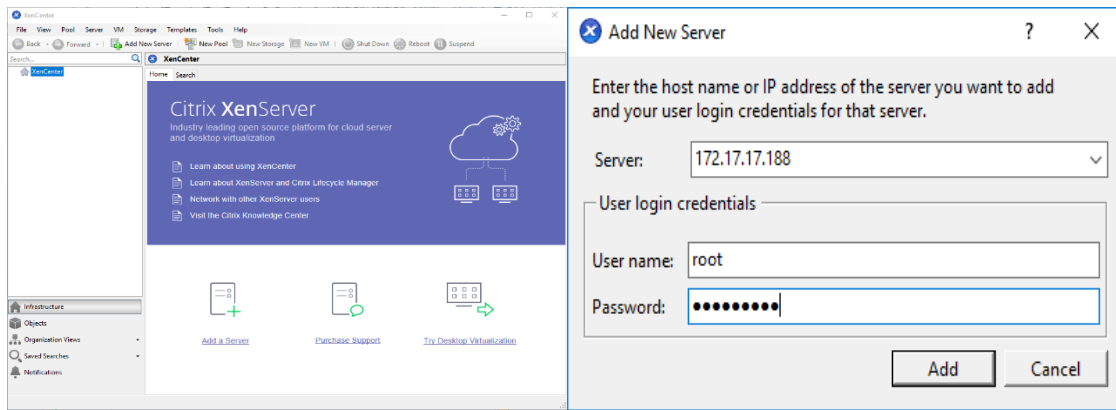 XenCenter
File View Pool Server VM Storage Templates Tools Help
Back Forward Add New Server New Pool New Storage New VM Shut Down Reboot Suspend
Search...
XenCenter
XenCenter
Home Search
Citrix XenServer
Industry leading open source platform for cloud server
and desktop virtualization
Learn about using XenCenter
Learn about XenServer and Citrix Lifecycle Manager
Network with other XenServer users
Visit the Citrix Knowledge Center
Add a Server Purchase Support Try Desktop Virtualization
Infrastructure
Objects
Organization Views
Saved Searches
Notifications
Add New Server
? X
Enter the host name or IP address of the server you want to add
and your user login credentials for that server.
Server: 172.17.17.188
User login credentials
User name: root
Password: ●●●●●●●●●
Add Cancel